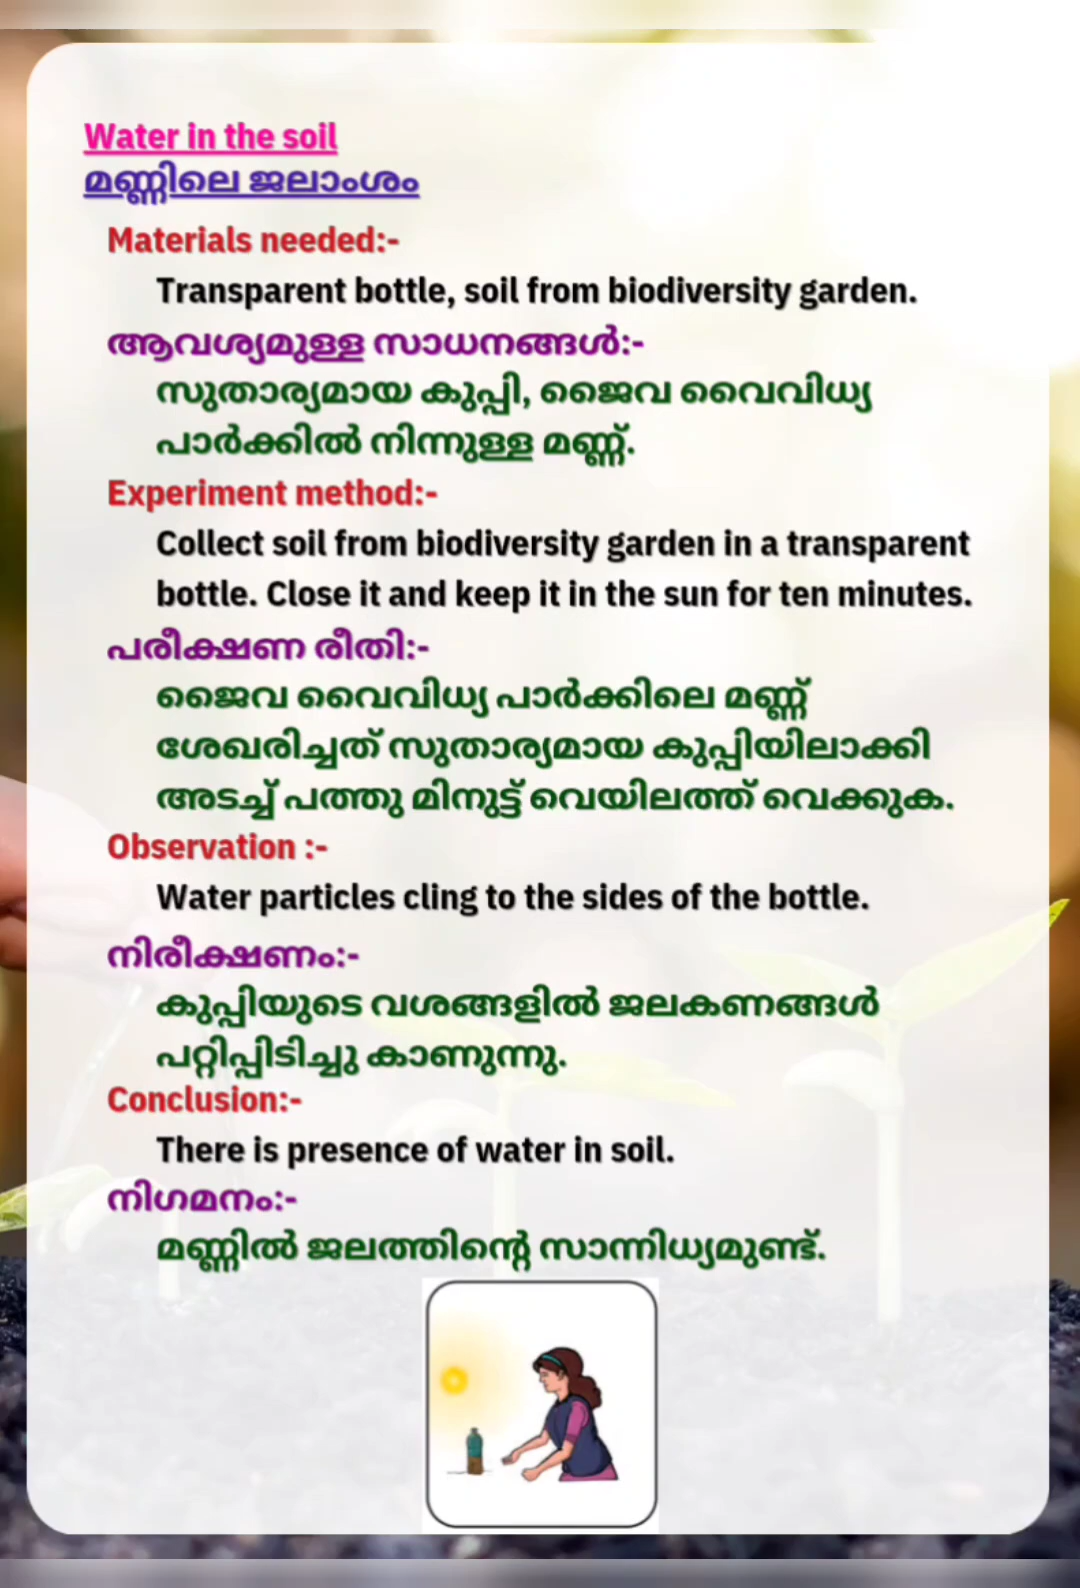 Water in the soil
മണ്ണിലെ ജലാംശം
Materials needed:-
Transparent bottle, soil from biodiversity garden.
ആവശ്യമുള്ള സാധനങ്ങൾ:-
സുതാര്യമായ കുപ്പി, ജൈവ വൈവിധ്യ
പാർക്കിൽ നിന്നുള്ള മണ്ണ്.
Experiment method:-
Collect soil from biodiversity garden in a transparent
bottle. Close it and keep it in the sun for ten minutes.
പരീക്ഷണ രീതി:-
ജൈവ വൈവിധ്യ പാർക്കിലെ മണ്ണ്
ശേഖരിച്ചത് സുതാര്യമായ കുപ്പിയിലാക്കി
അടച്ച് പത്തു മിനുട്ട് വെയിലത്ത് വെക്കുക.
Observation :-
Water particles cling to the sides of the bottle.
നിരീക്ഷണം:-
കുപ്പിയുടെ വശങ്ങളിൽ ജലകണങ്ങൾ
പറ്റിപ്പിടിച്ചു കാണുന്നു.
Conclusion:-
There is presence of water in soil.
നിഗമനം:-
മണ്ണിൽ ജലത്തിന്റെ സാന്നിധ്യമുണ്ട്.